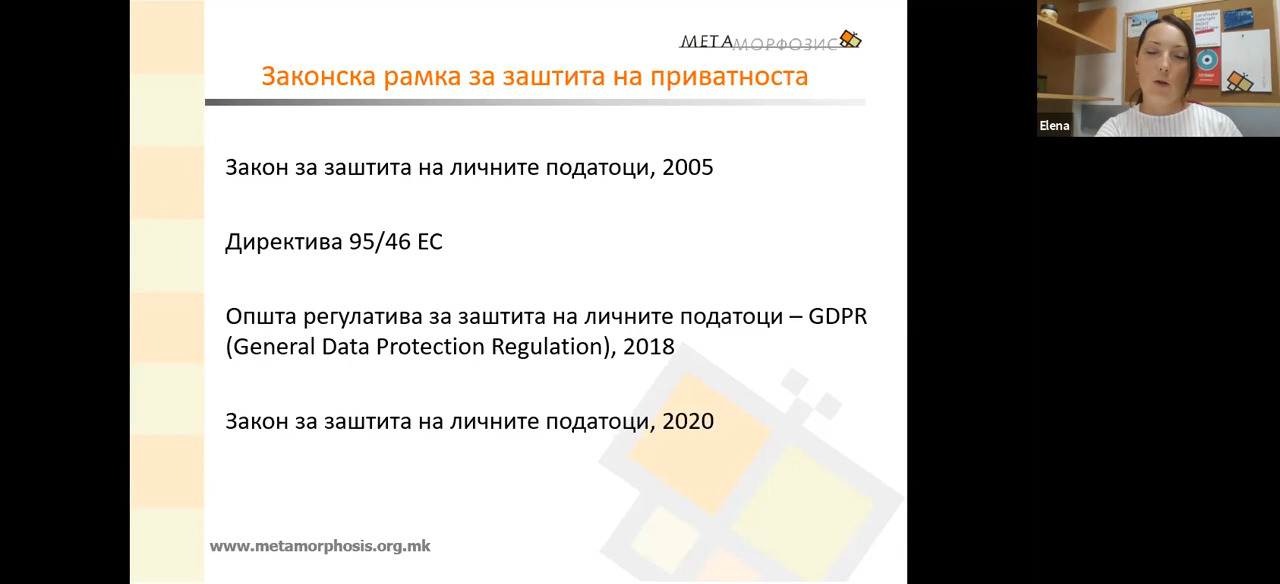 МЕТАМОРФОЗИС
Законска рамка за заштита на приватноста
Закон за заштита на личните податоци, 2005
Директива 95/46 ЕС
Општа регулатива за заштита на личните податоци – GDPR
(General Data Protection Regulation), 2018
Закон за заштита на личните податоци, 2020
www.metamorphosis.org.mk
Elena